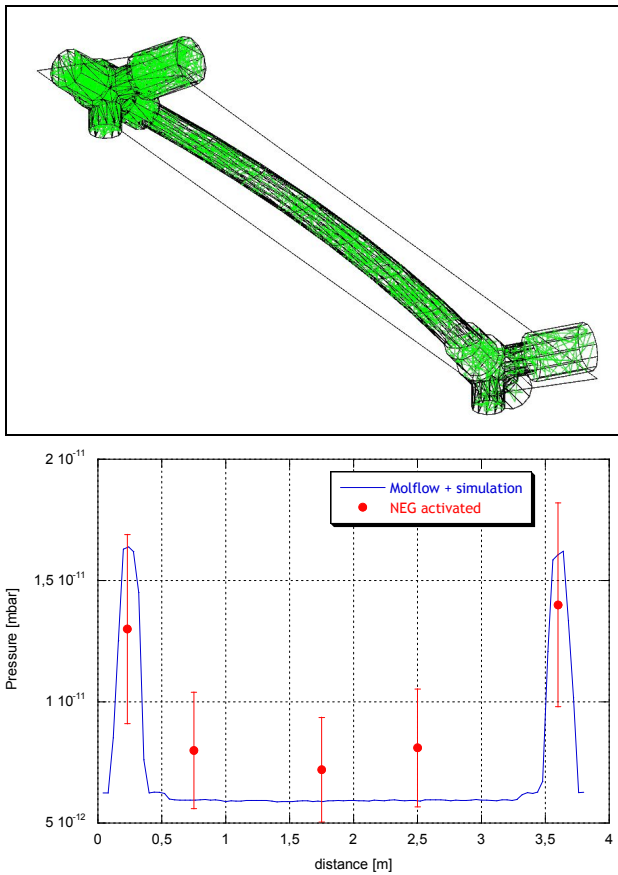 2 10⁻¹¹
1,5 10⁻¹¹
1 10⁻¹¹
5 10⁻¹²
Pressure [mbar]
Molflow + simulation
NEG activated
0 0,5 1 1,5 2 2,5 3 3,5 4
distance [m]